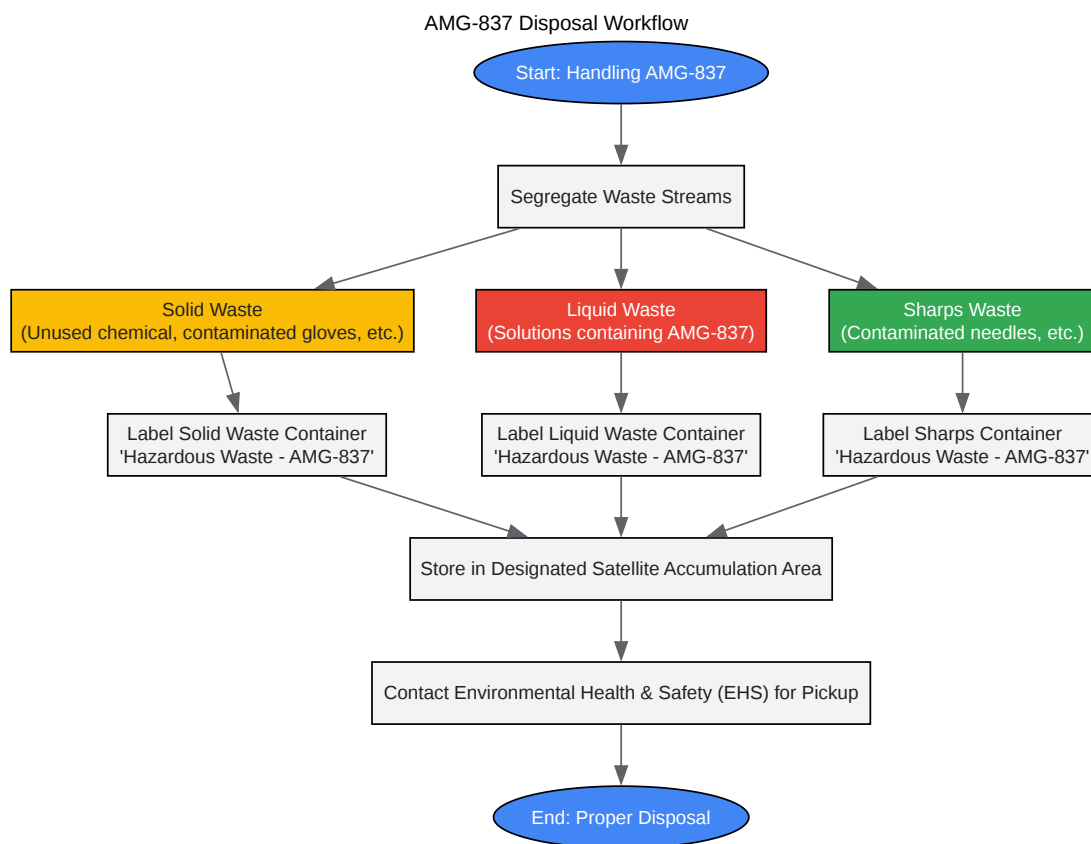 AMG-837 Disposal Workflow
Start: Handling AMG-837
Segregate Waste Streams
Solid Waste
(Unused chemical, contaminated gloves, etc.)
Liquid Waste
(Solutions containing AMG-837)
Sharps Waste
(Contaminated needles, etc.)
Label Solid Waste Container
'Hazardous Waste - AMG-837'
Label Liquid Waste Container
'Hazardous Waste - AMG-837'
Label Sharps Container
'Hazardous Waste - AMG-837'
Store in Designated Satellite Accumulation Area
Contact Environmental Health & Safety (EHS) for Pickup
End: Proper Disposal